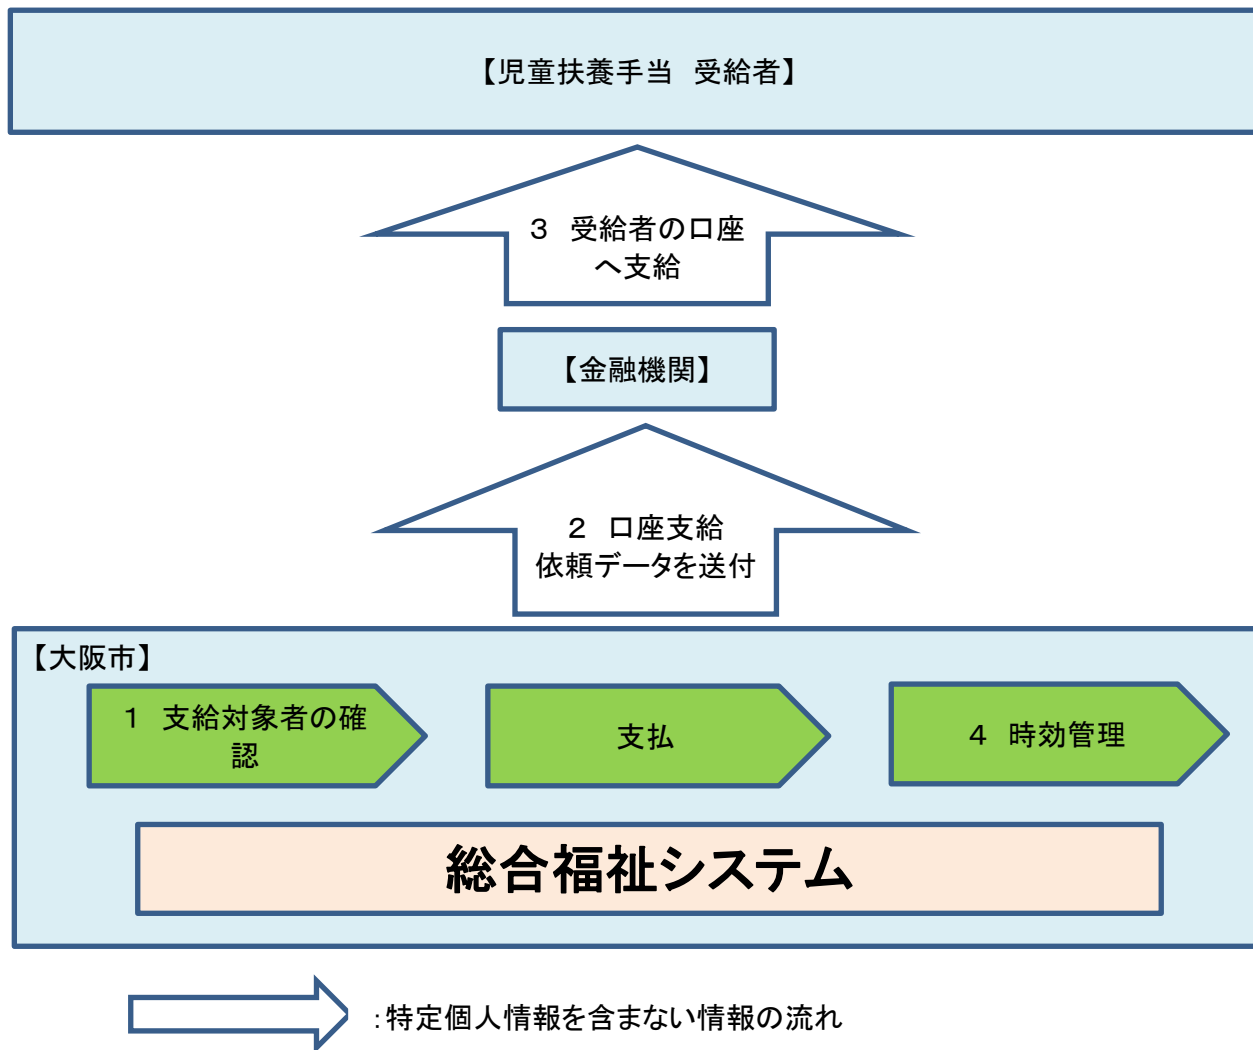 【児童扶養手当　受給者】
３　受給者の口座
へ支給
【金融機関】
２　口座支給
依頼データを送付
【大阪市】
１　支給対象者の確
認
支払
４　時効管理
総合福祉システム
：特定個人情報を含まない情報の流れ